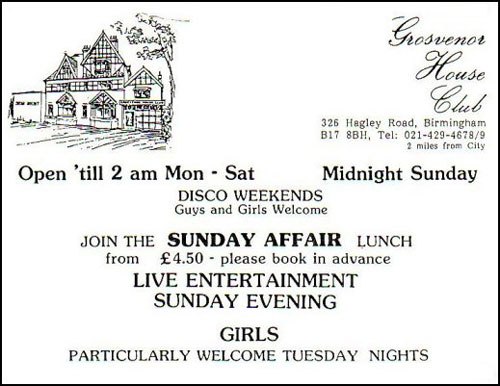 Grosvenor
House
Club
326 Hagley Road, Birmingham
B17 8BH, Tel: 021-429-4678/9
2 miles from City
Open 'till 2 am Mon - Sat Midnight Sunday
DISCO WEEKENDS
Guys and Girls Welcome
JOIN THE SUNDAY AFFAIR LUNCH
from £4.50 - please book in advance
LIVE ENTERTAINMENT
SUNDAY EVENING
GIRLS
PARTICULARLY WELCOME TUESDAY NIGHTS